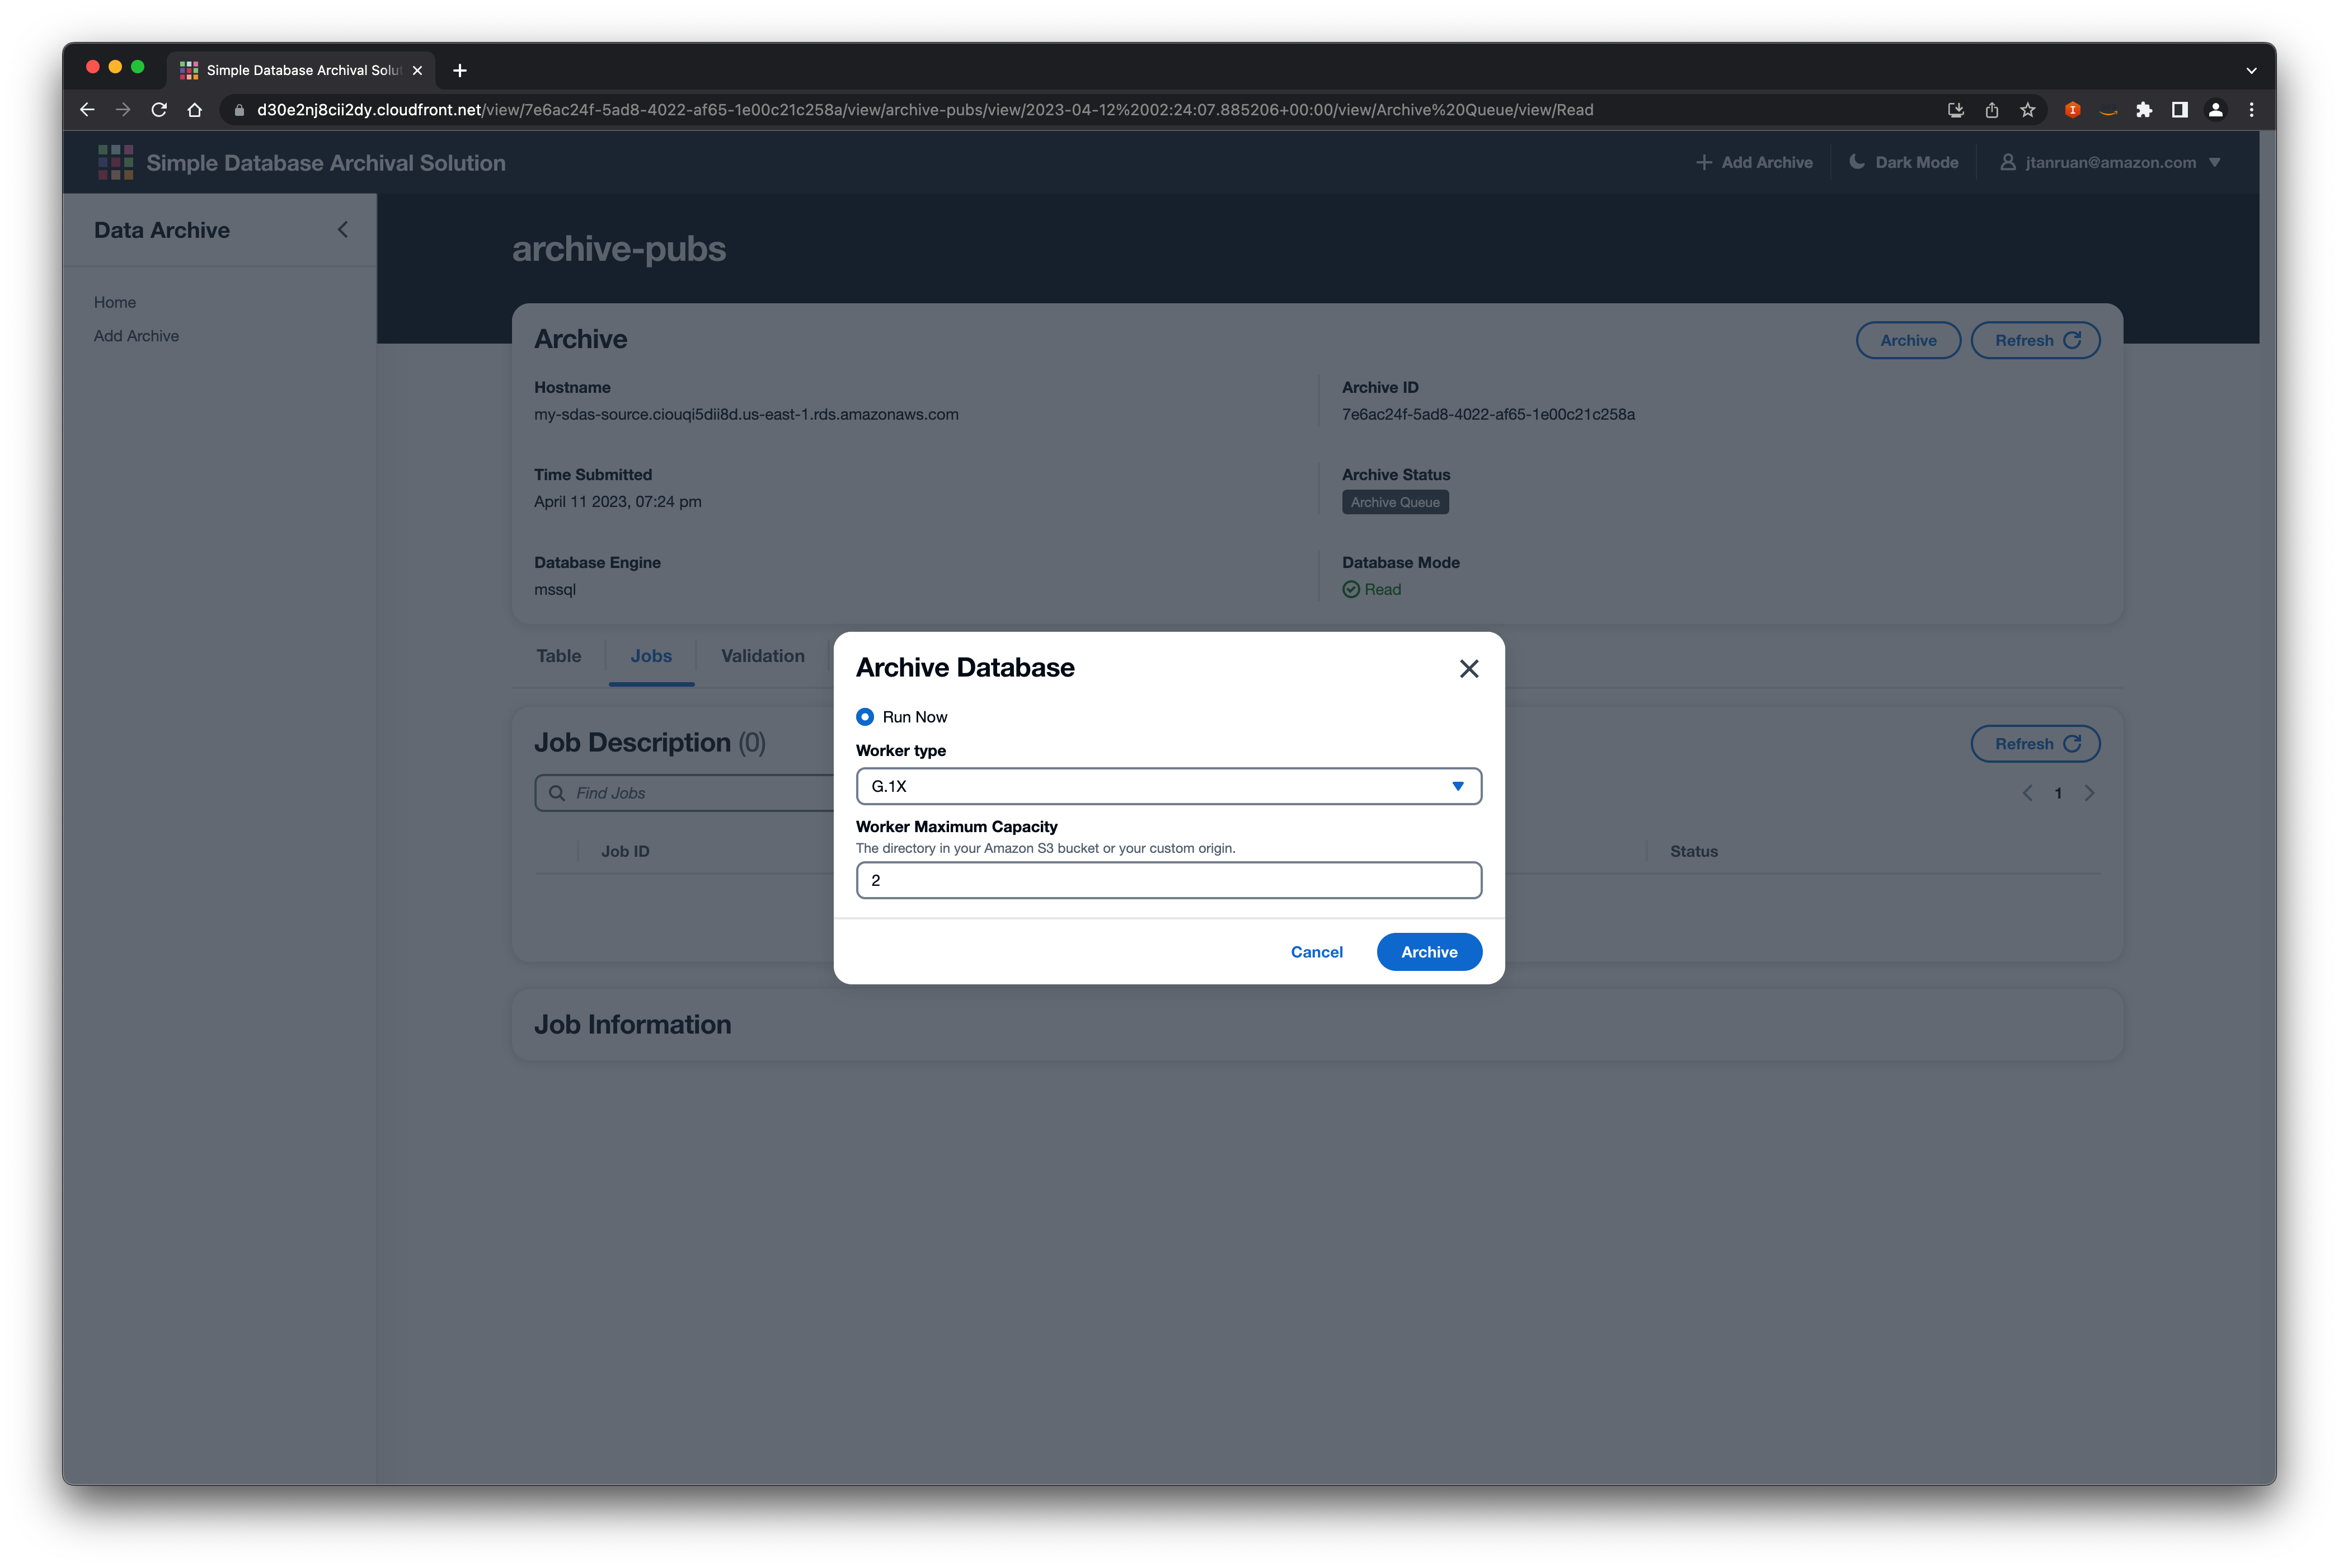 Simple Database Archival Solut
d30e2nj8cii2dy.cloudfront.net/view/7e6ac24f-5ad8-4022-af65-1e00c21c258a/view/archive-pubs/view/2023-04-12%2002:24:07.885206+00:00/view/Archive%20Queue/view/Read
Simple Database Archival Solution
Add Archive
Dark Mode
jtanruan@amazon.com
Data Archive
Home
Add Archive
archive-pubs
Archive
Archive
Refresh
Hostname
my-sdas-source.ciouqi5dii8d.us-east-1.rds.amazonaws.com
Archive ID
7e6ac24f-5ad8-4022-af65-1e00c21c258a
Time Submitted
April 11 2023, 07:24 pm
Archive Status
Archive Queue
Database Engine
mssql
Database Mode
Read
Table
Jobs
Validation
Job Description (0)
Refresh
Find Jobs
1
Job ID
Status
Job Information
Archive Database
Run Now
Worker type
G.1X
Worker Maximum Capacity
The directory in your Amazon S3 bucket or your custom origin.
2
Cancel
Archive